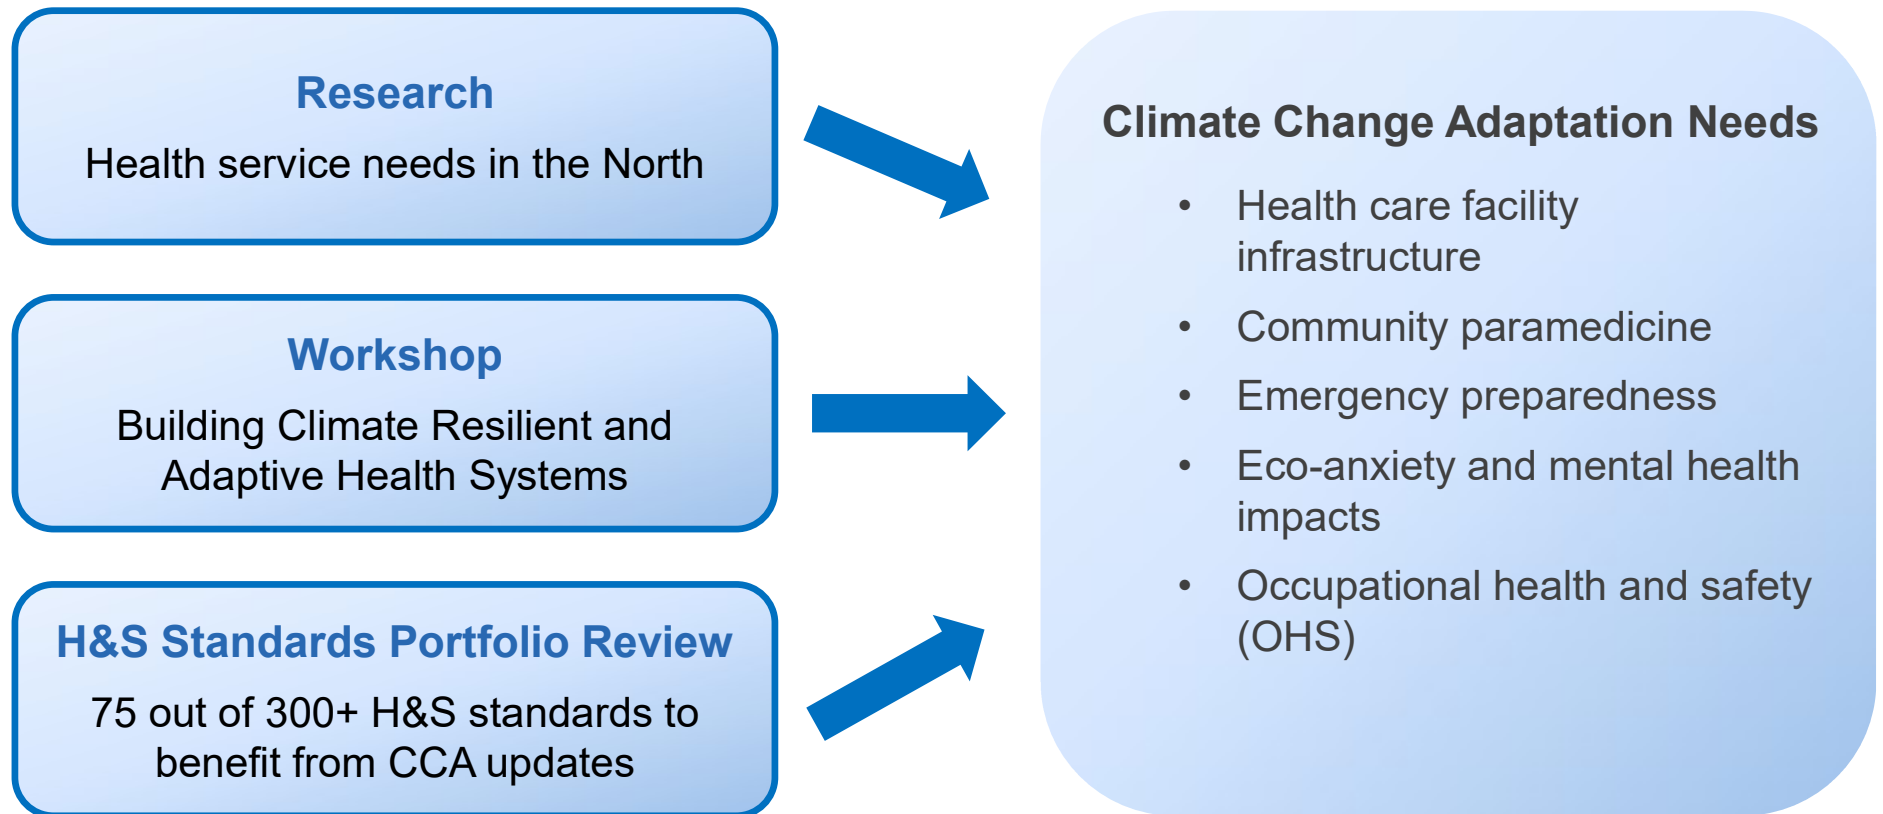 Research
Health service needs in the North
Workshop
Building Climate Resilient and
Adaptive Health Systems
H&S Standards Portfolio Review
75 out of 300+ H&S standards to
benefit from CCA updates
Climate Change Adaptation Needs
• Health care facility
infrastructure
• Community paramedicine
• Emergency preparedness
• Eco-anxiety and mental health
impacts
• Occupational health and safety
(OHS)